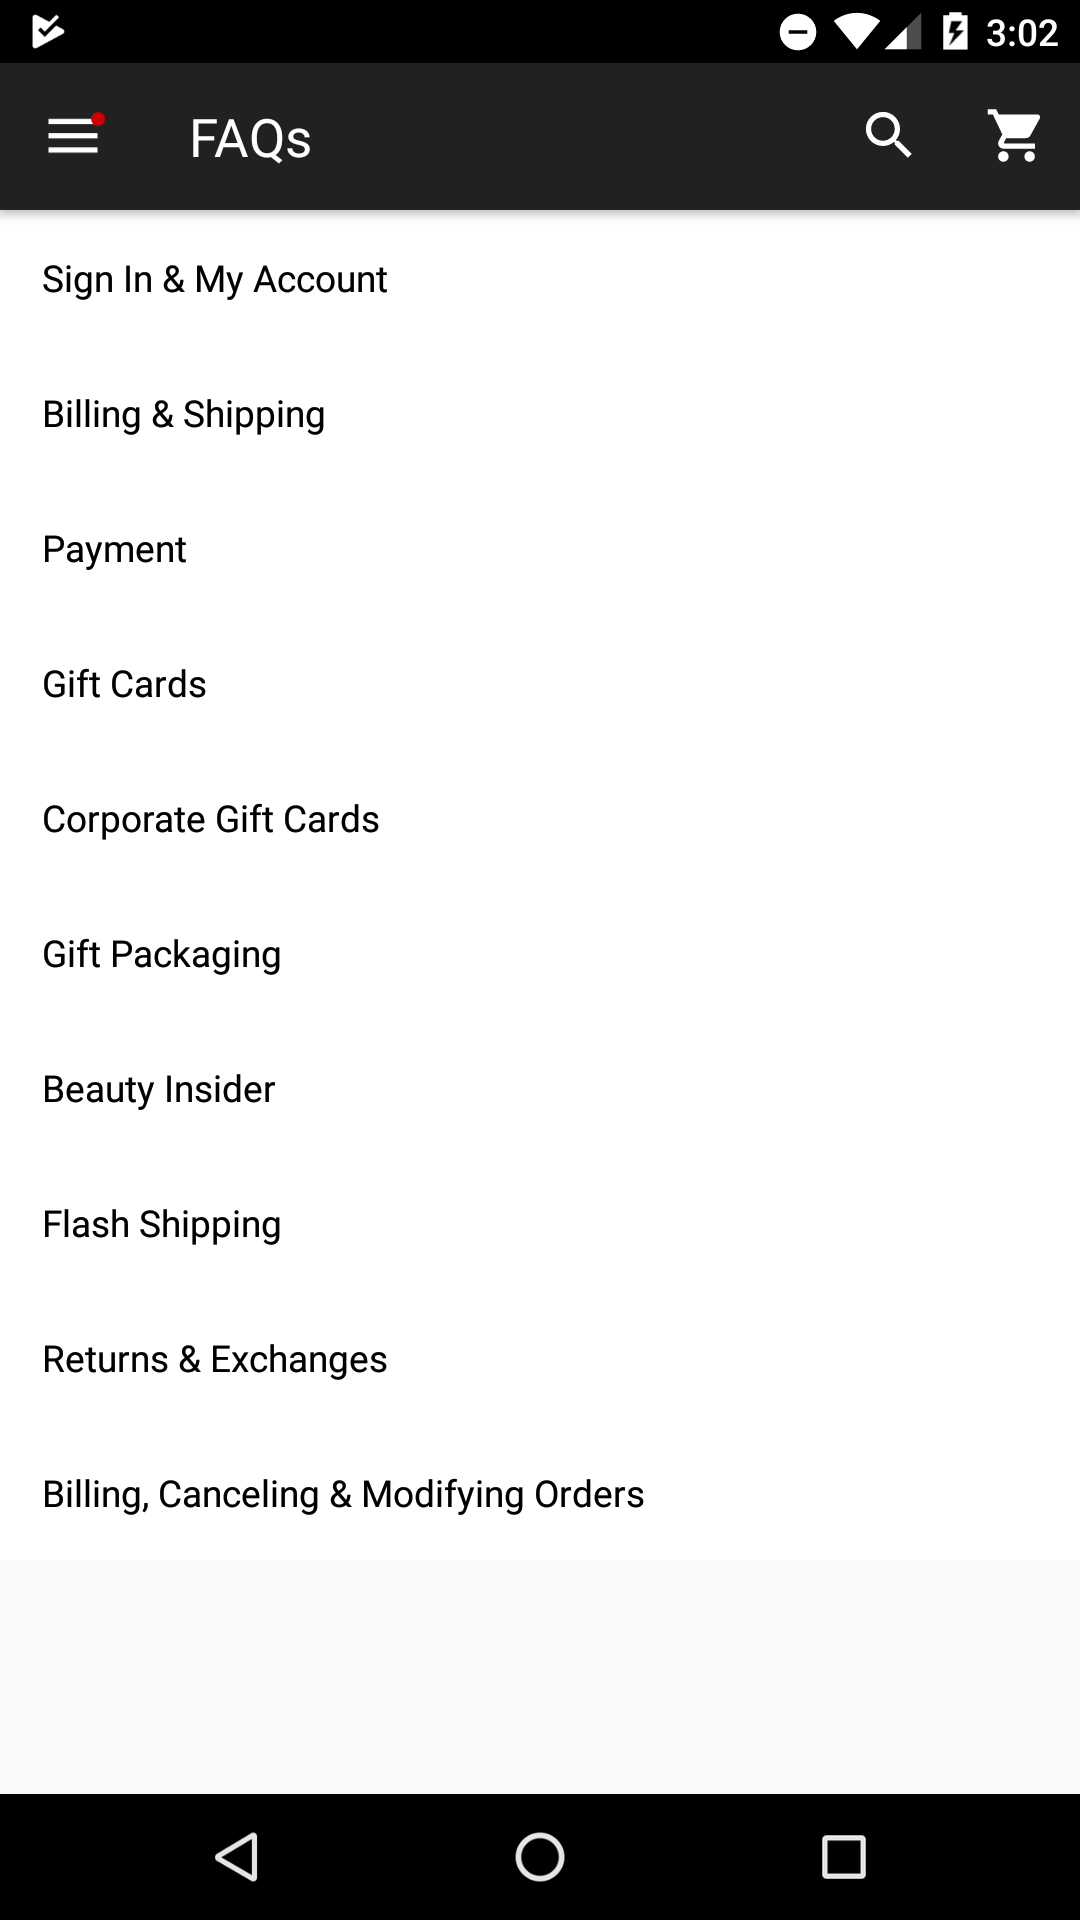 3:02
FAQs
Sign In & My Account
Billing & Shipping
Payment
Gift Cards
Corporate Gift Cards
Gift Packaging
Beauty Insider
Flash Shipping
Returns & Exchanges
Billing, Canceling & Modifying Orders